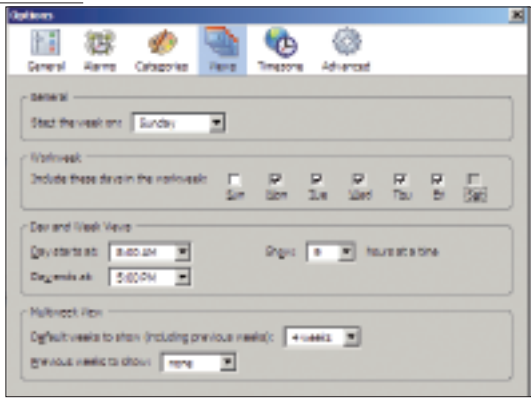 Options
General Alarms Categories Views Timezone Advanced
General
Start the week on: Sunday
Workweek
Include these days in the workweek:
Sun Mon Tue Wed Thu Fri Sat
Day and Week Views
Day starts at: 8:00 AM Show: 9 hours at a time
Day ends at: 5:00 PM
Multiweek View
Default weeks to show (including previous weeks): 4 weeks
Previous weeks to show: none